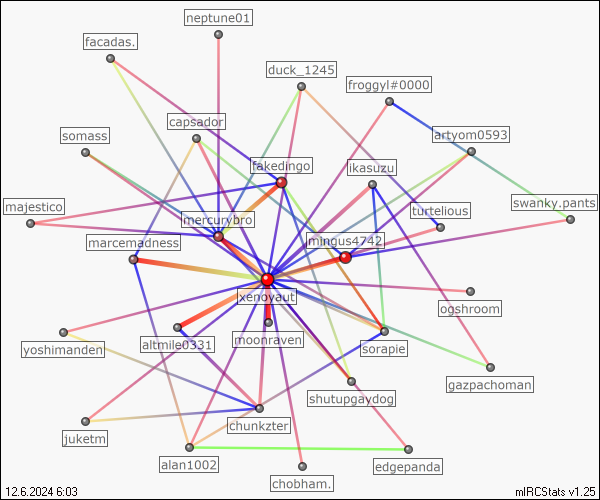 neptune01
facadas.
duck_1245
froggyl#0000
capsador
artyom0593
somass
fakedingo
ikasuzu
majestico
swanky.pants
turtelious
mercurybro
marcemadness
mingus4742
xenoyaut
ogshroom
moonraven
altmile0331
yoshimanden
sorapie
gazpachoman
shutupgaydog
chunkzter
juketm
alan1002
edgepanda
chobham.
12.6.2024 6:03
mIRCStats v1.25